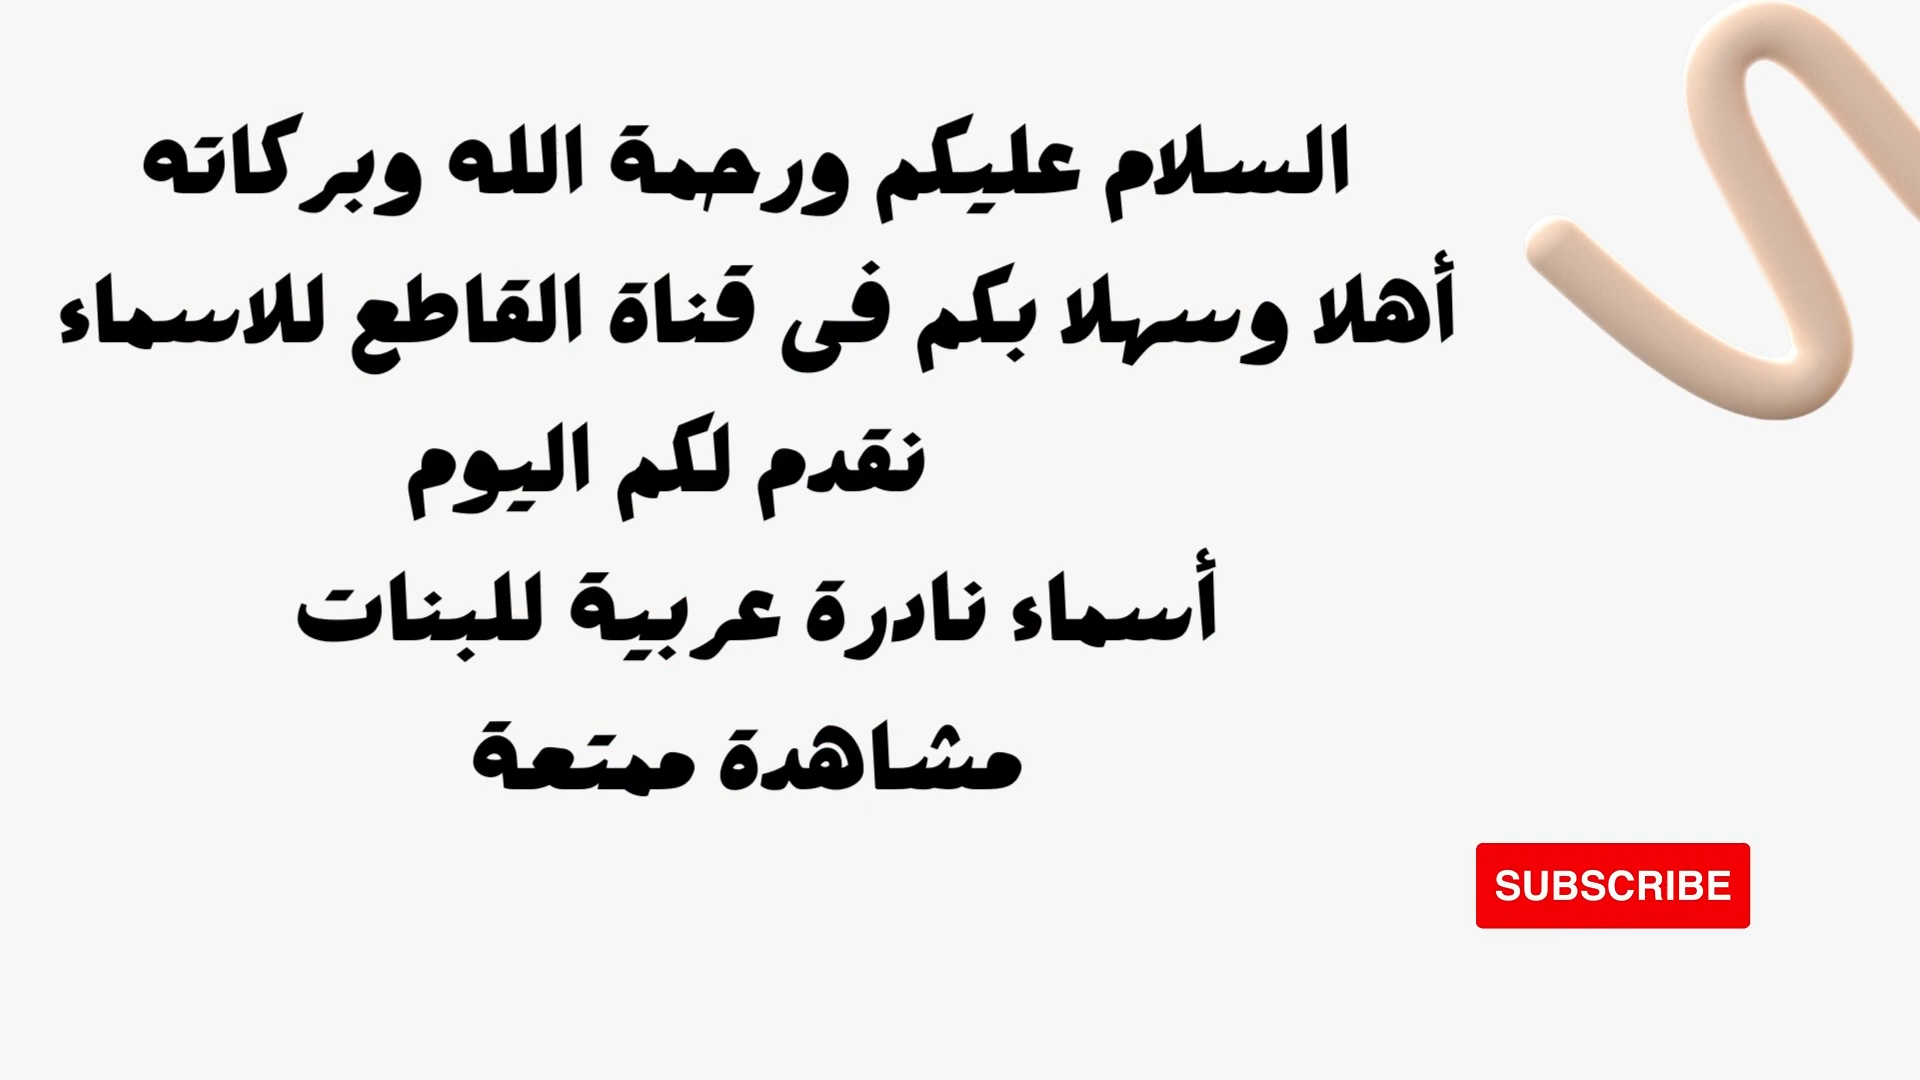 السلام عليكم ورحمة الله وبركاته
أهلا وسهلا بكم فى قناة القاطع للاسماء
نقدم لكم اليوم
أسماء نادرة عربية للبنات
مشاهدة ممتعة
SUBSCRIBE